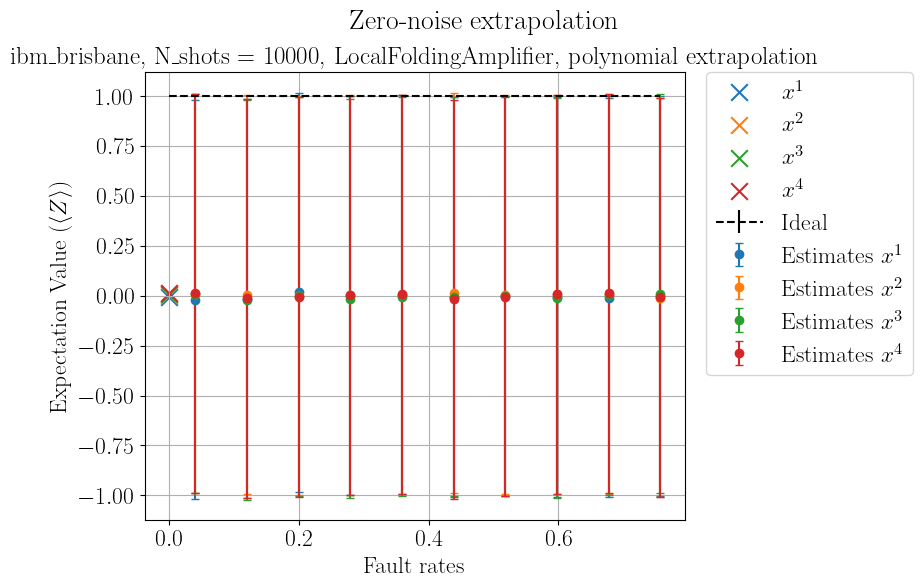 Zero-noise extrapolation
ibm_brisbane, N_shots = 10000, LocalFoldingAmplifier, polynomial extrapolation
Expectation Value (⟨Z⟩)
1.00
0.75
0.50
0.25
0.00
−0.25
−0.50
−0.75
−1.00
0.0 0.2 0.4 0.6
Fault rates
x¹
x²
x³
x⁴
Ideal
Estimates x¹
Estimates x²
Estimates x³
Estimates x⁴